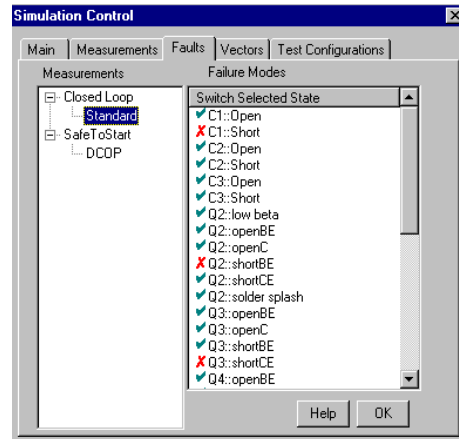 Simulation Control
Main Measurements Faults Vectors Test Configurations
Measurements
Failure Modes
Closed Loop
Standard
SafeToStart
DCOP
Switch Selected State
C1::Open
C1::Short
C2::Open
C2::Short
C3::Open
C3::Short
Q2::low beta
Q2::openBE
Q2::openC
Q2::shortBE
Q2::shortCE
Q2::solder splash
Q3::openBE
Q3::openC
Q3::shortBE
Q3::shortCE
Q4::openBE
Help OK